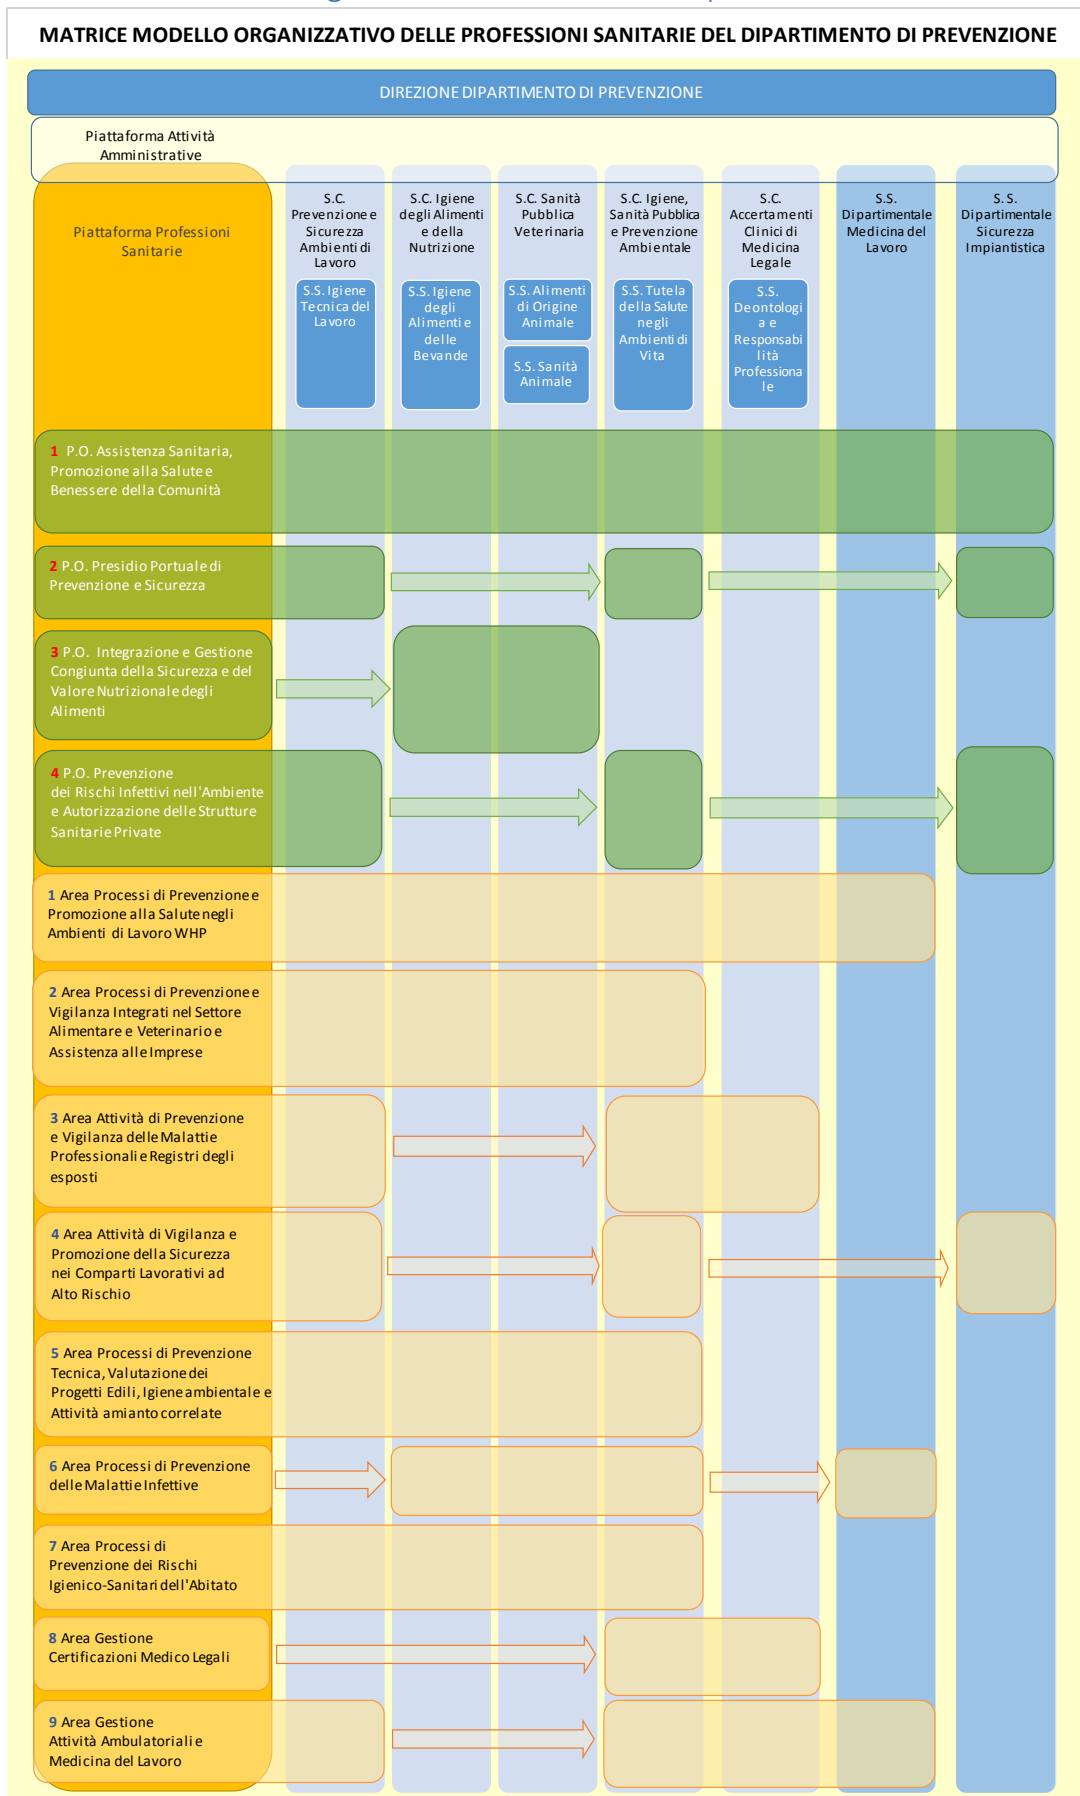 MATRICE MODELLO ORGANIZZATIVO DELLE PROFESSIONI SANITARIE DEL DIPARTIMENTO DI PREVENZIONE
DIREZIONE DIPARTIMENTO DI PREVENZIONE
Piattaforma Attività
Amministrative
Piattaforma Professioni
Sanitarie
S.C.
Prevenzione e
Sicurezza
Ambienti di
Lavoro
S.S. Igiene
Tecnica del
Lavoro
S.C. Igiene
degli Alimenti
e della
Nutrizione
S.S. Igiene
degli
Alimenti e
delle
Bevande
S.C. Sanità
Pubblica
Veterinaria
S.S. Alimenti
di Origine
Animale
S.S. Sanità
Animale
S.C. Igiene,
Sanità Pubblica
e Prevenzione
Ambientale
S.S. Tutela
della Salute
negli
Ambienti di
Vita
S.C.
Accertamenti
Clinici di
Medicina
Legale
S.S.
Deontologi
a e
Responsabi
lità
Professiona
le
S.S.
Dipartimentale
Medicina del
Lavoro
S.S.
Dipartimentale
Sicurezza
Impiantistica
1 P.O. Assistenza Sanitaria,
Promozione alla Salute e
Benessere della Comunità
2 P.O. Presidio Portuale di
Prevenzione e Sicurezza
3 P.O. Integrazione e Gestione
Congiunta della Sicurezza e del
Valore Nutrizionale degli
Alimenti
4 P.O. Prevenzione
dei Rischi Infettivi nell'Ambiente
e Autorizzazione delle Strutture
Sanitarie Private
1 Area Processi di Prevenzione e
Promozione alla Salute negli
Ambienti di Lavoro WHP
2 Area Processi di Prevenzione e
Vigilanza Integrati nel Settore
Alimentare e Veterinario e
Assistenza alle Imprese
3 Area Attività di Prevenzione
e Vigilanza delle Malattie
Professionali e Registri degli
esposti
4 Area Attività di Vigilanza e
Promozione della Sicurezza
nei Comparti Lavorativi ad
Alto Rischio
5 Area Processi di Prevenzione
Tecnica, Valutazione dei
Progetti Edili, Igiene ambientale e
Attività amianto correlate
6 Area Processi di Prevenzione
delle Malattie Infettive
7 Area Processi di
Prevenzione dei Rischi
Igienico-Sanitari dell'Abitato
8 Area Gestione
Certificazioni Medico Legali
9 Area Gestione
Attività Ambulatoriali e
Medicina del Lavoro